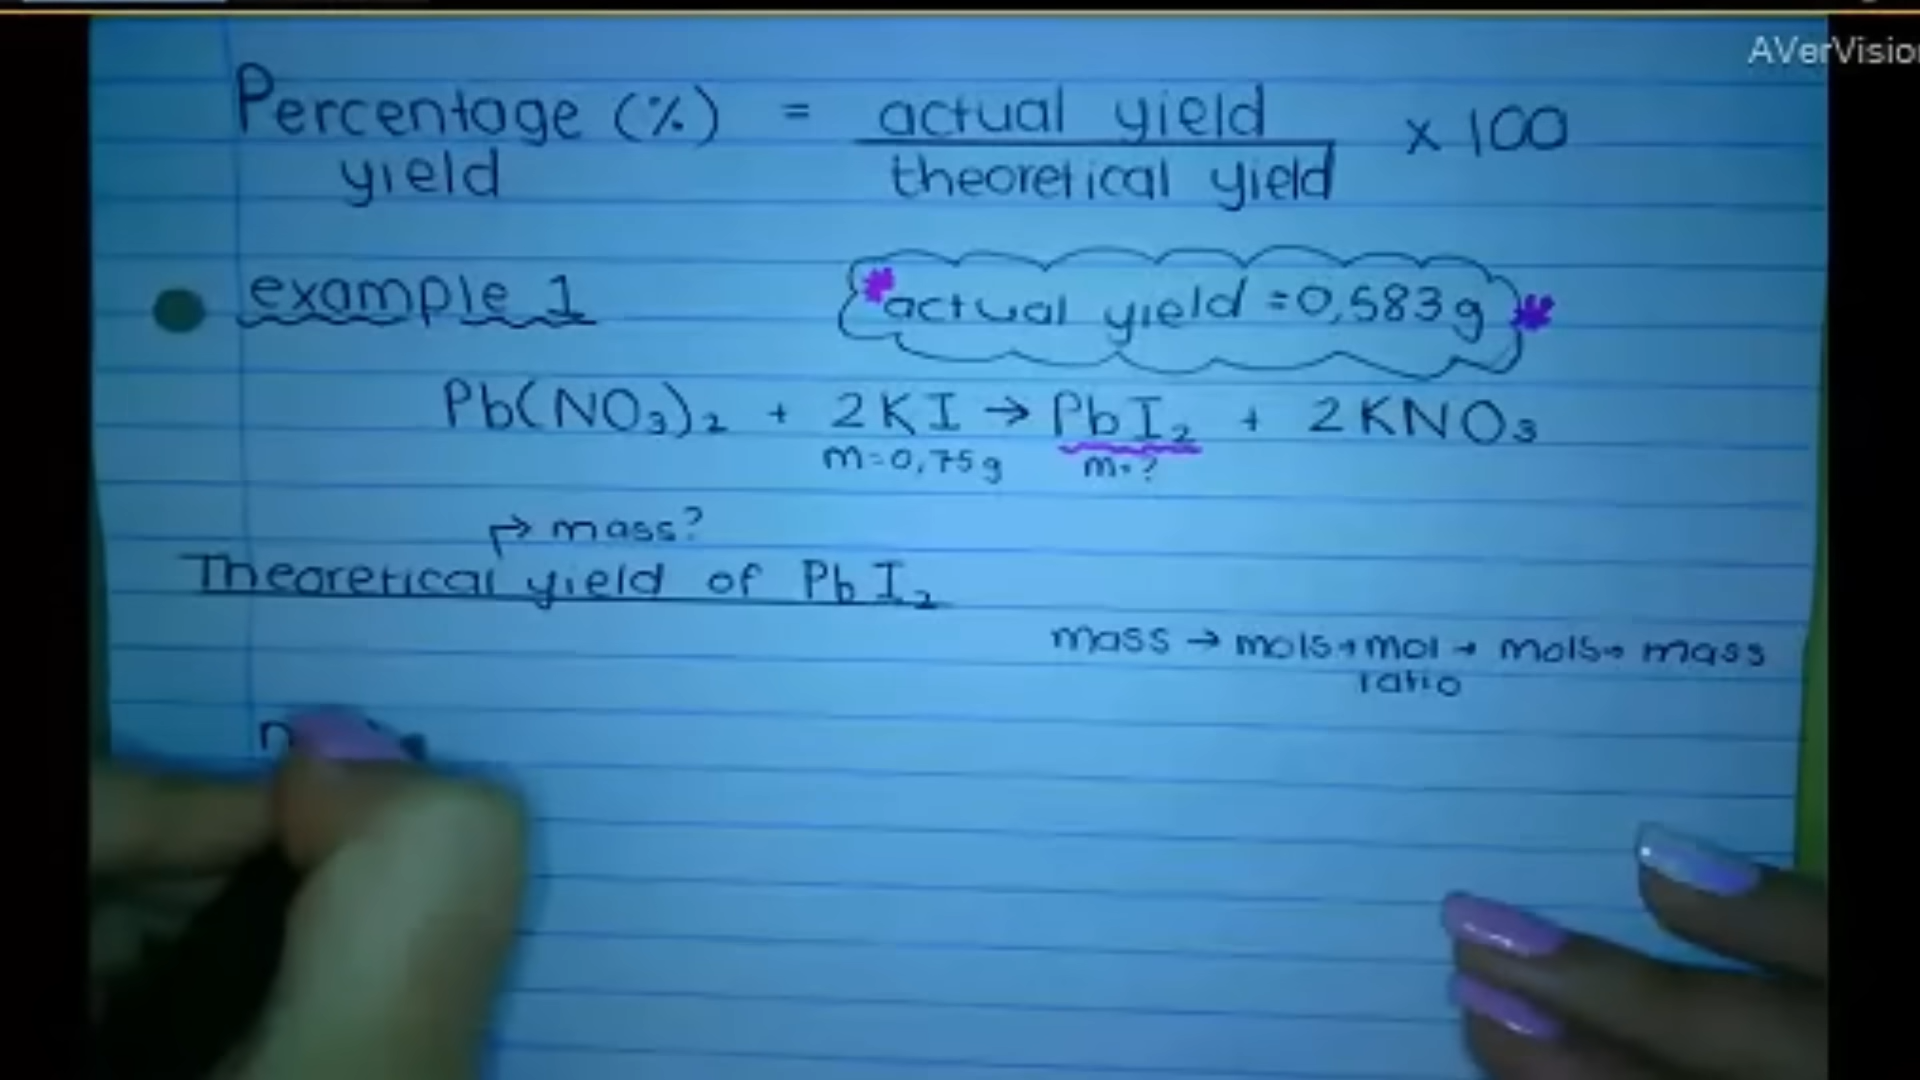 AVerVision
Percentage (%) = actual yield x 100
yield theoretical yield
example 1
*actual yield = 0,583g*
Pb(NO₃)₂ + 2KI → PbI₂ + 2KNO₃
m=0,75g m=?
↱ mass?
Theoretical yield of PbI₂
mass → mols → mol → mols → mass
ratio
n